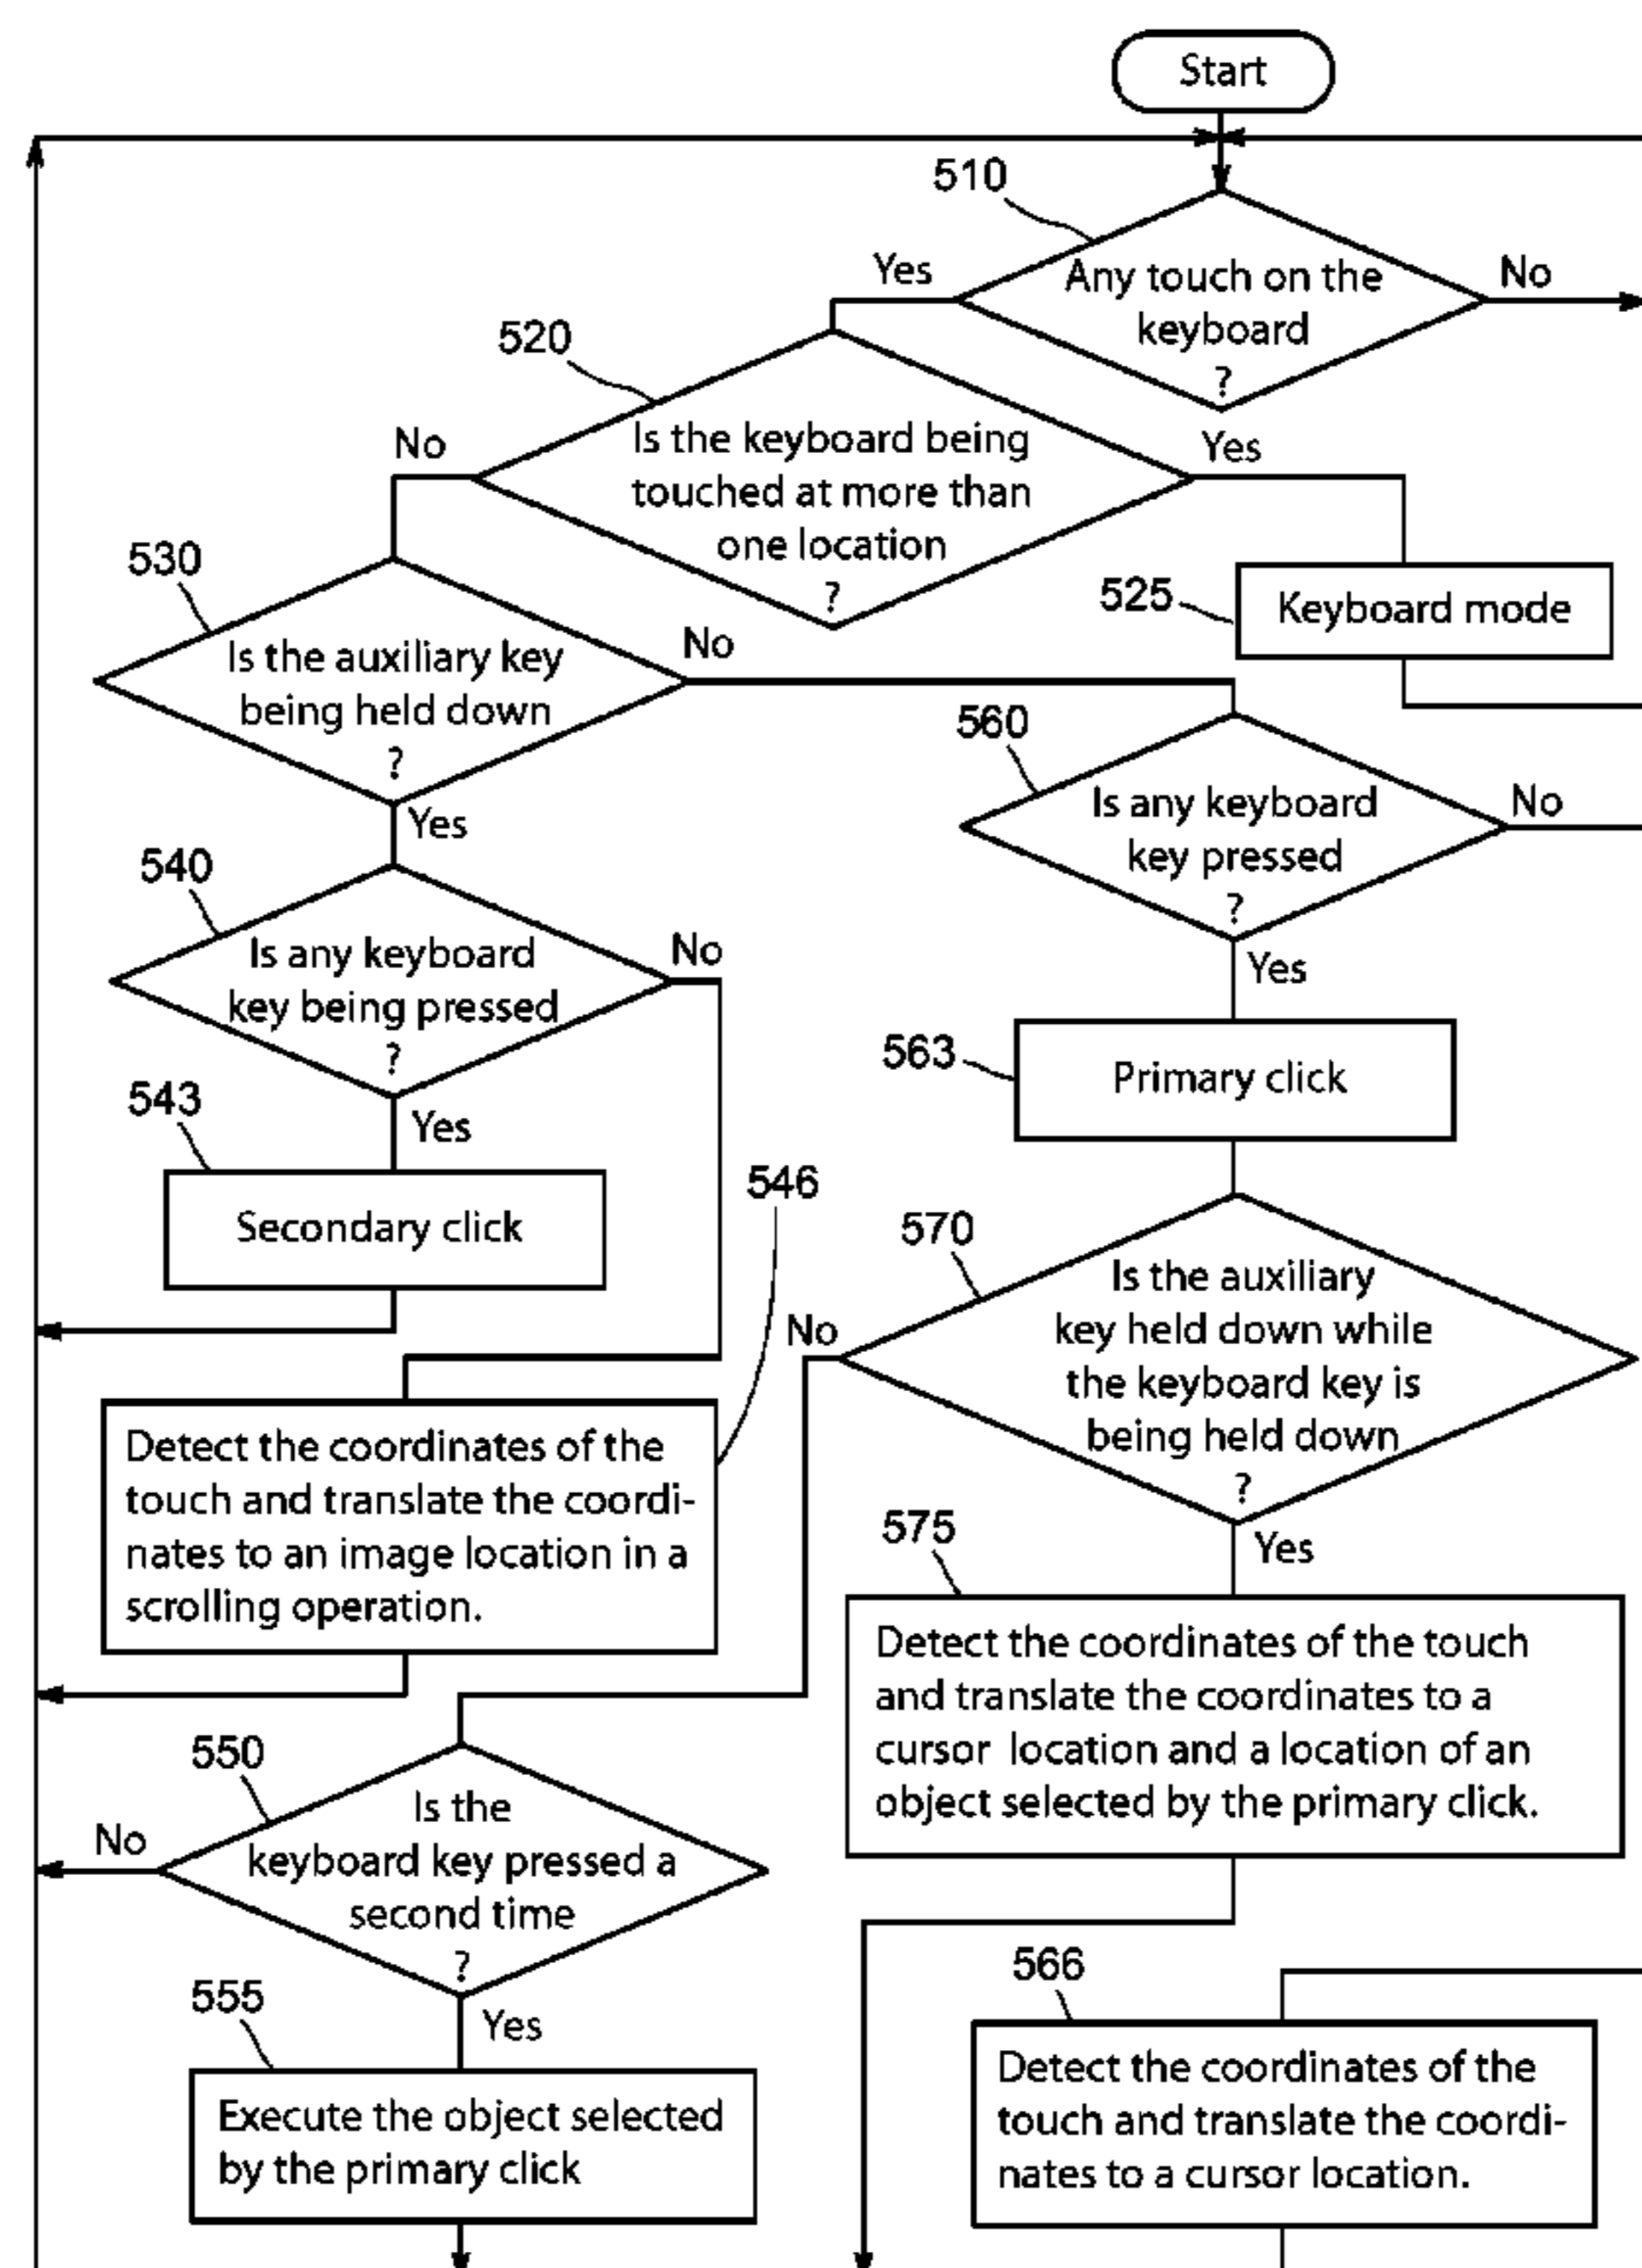 Start
510
Yes
Any touch on the
keyboard
?
No
520
No
Is the keyboard being
touched at more than
one location
?
Yes
530
Is the auxiliary key
being held down
?
No
Yes
525
Keyboard mode
560
Is any keyboard
key pressed
?
No
Yes
540
Is any keyboard
key being pressed
?
No
Yes
563
Primary click
543
Secondary click
546
570
No
Is the auxiliary
key held down while
the keyboard key is
being held down
?
Yes
Detect the coordinates of the
touch and translate the coordi-
nates to an image location in a
scrolling operation.
575
Detect the coordinates of the touch
and translate the coordinates to a
cursor location and a location of an
object selected by the primary click.
550
No
Is the
keyboard key pressed a
second time
?
Yes
555
Execute the object selected
by the primary click
566
Detect the coordinates of the
touch and translate the coordi-
nates to a cursor location.